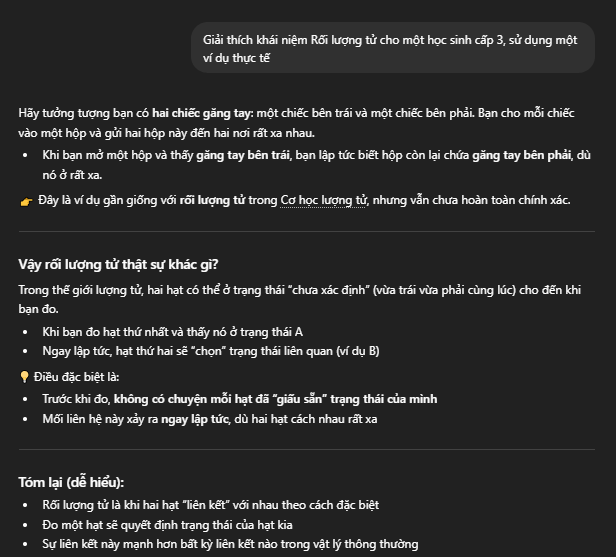 Giải thích khái niệm Rối lượng tử cho một học sinh cấp 3, sử dụng một
ví dụ thực tế
Hãy tưởng tượng bạn có hai chiếc găng tay: một chiếc bên trái và một chiếc bên phải. Bạn cho mỗi chiếc
vào một hộp và gửi hai hộp này đến hai nơi rất xa nhau.
• Khi bạn mở một hộp và thấy găng tay bên trái, bạn lập tức biết hộp còn lại chứa găng tay bên phải, dù
nó ở rất xa.
👉 Đây là ví dụ gần giống với rối lượng tử trong Cơ học lượng tử, nhưng vẫn chưa hoàn toàn chính xác.
Vậy rối lượng tử thật sự khác gì?
Trong thế giới lượng tử, hai hạt có thể ở trạng thái “chưa xác định” (vừa trái vừa phải cùng lúc) cho đến khi
bạn đo.
• Khi bạn đo hạt thứ nhất và thấy nó ở trạng thái A
• Ngay lập tức, hạt thứ hai sẽ “chọn” trạng thái liên quan (ví dụ B)
💡 Điều đặc biệt là:
• Trước khi đo, không có chuyện mỗi hạt đã “giấu sẵn” trạng thái của mình
• Mối liên hệ này xảy ra ngay lập tức, dù hai hạt cách nhau rất xa
Tóm lại (dễ hiểu):
• Rối lượng tử là khi hai hạt “liên kết” với nhau theo cách đặc biệt
• Đo một hạt sẽ quyết định trạng thái của hạt kia
• Sự liên kết này mạnh hơn bất kỳ liên kết nào trong vật lý thông thường